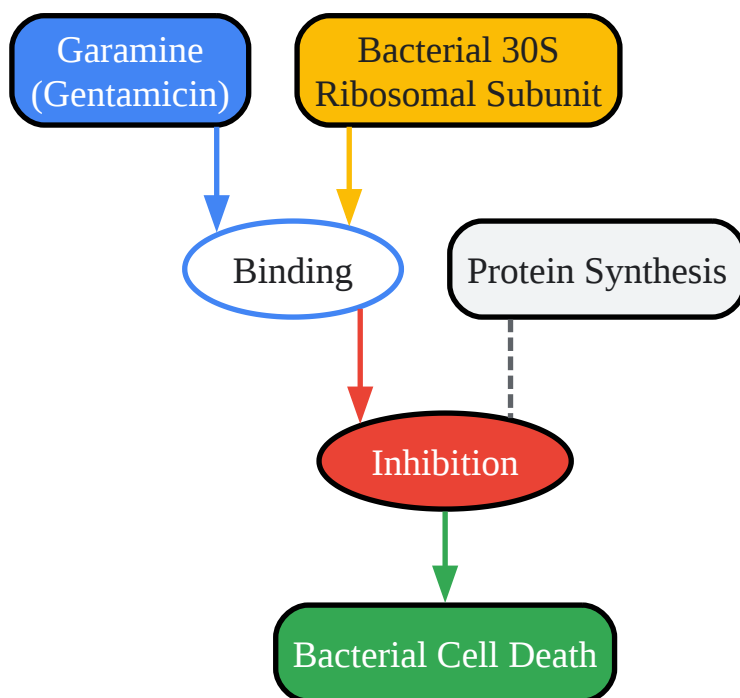 Garamine
(Gentamicin)
Bacterial 30S
Ribosomal Subunit
Binding
Protein Synthesis
Inhibition
Bacterial Cell Death